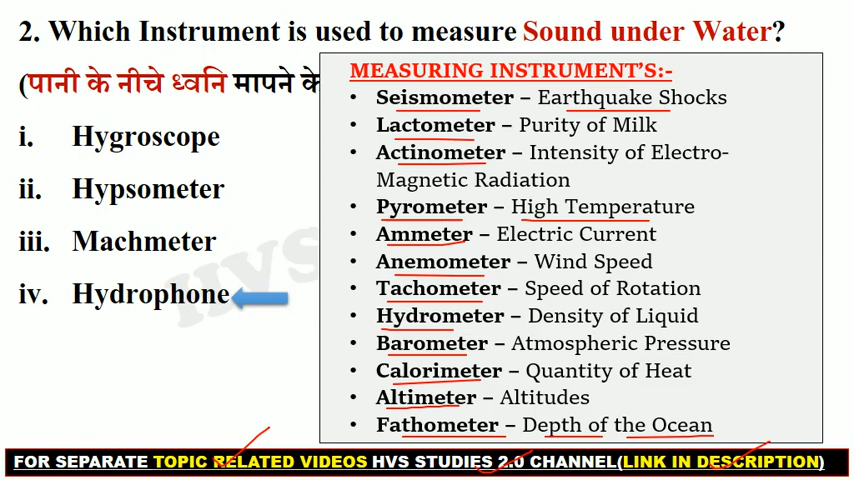 2. Which Instrument is used to measure Sound under Water?
(पानी के नीचे ध्वनि मापने के
i. Hygroscope
ii. Hypsometer
iii. Machmeter
iv. Hydrophone
MEASURING INSTRUMENT'S:-
• Seismometer – Earthquake Shocks
• Lactometer – Purity of Milk
• Actinometer – Intensity of Electro-
Magnetic Radiation
• Pyrometer – High Temperature
• Ammeter – Electric Current
• Anemometer – Wind Speed
• Tachometer – Speed of Rotation
• Hydrometer – Density of Liquid
• Barometer – Atmospheric Pressure
• Calorimeter – Quantity of Heat
• Altimeter – Altitudes
• Fathometer – Depth of the Ocean
HVS
FOR SEPARATE TOPIC RELATED VIDEOS HVS STUDIES 2.0 CHANNEL(LINK IN DESCRIPTION)